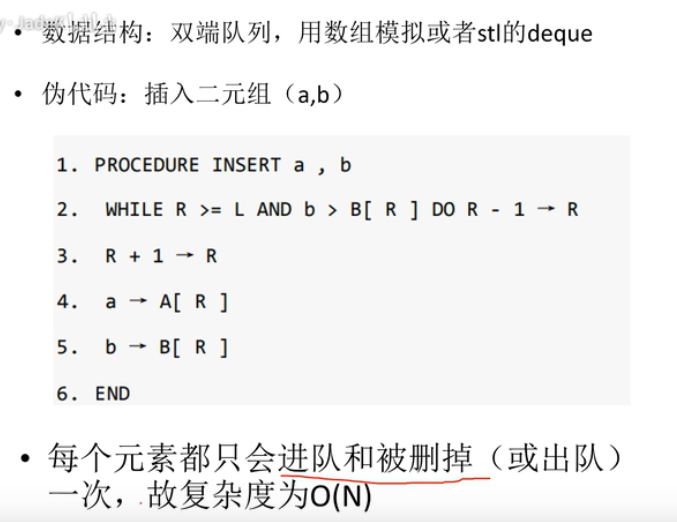 • 数据结构：双端队列，用数组模拟或者stl的deque
• 伪代码：插入二元组（a,b）
1. PROCEDURE INSERT a , b
2. WHILE R >= L AND b > B[ R ] DO R - 1 → R
3. R + 1 → R
4. a → A[ R ]
5. b → B[ R ]
6. END
• 每个元素都只会进队和被删掉（或出队）
一次，故复杂度为O(N)